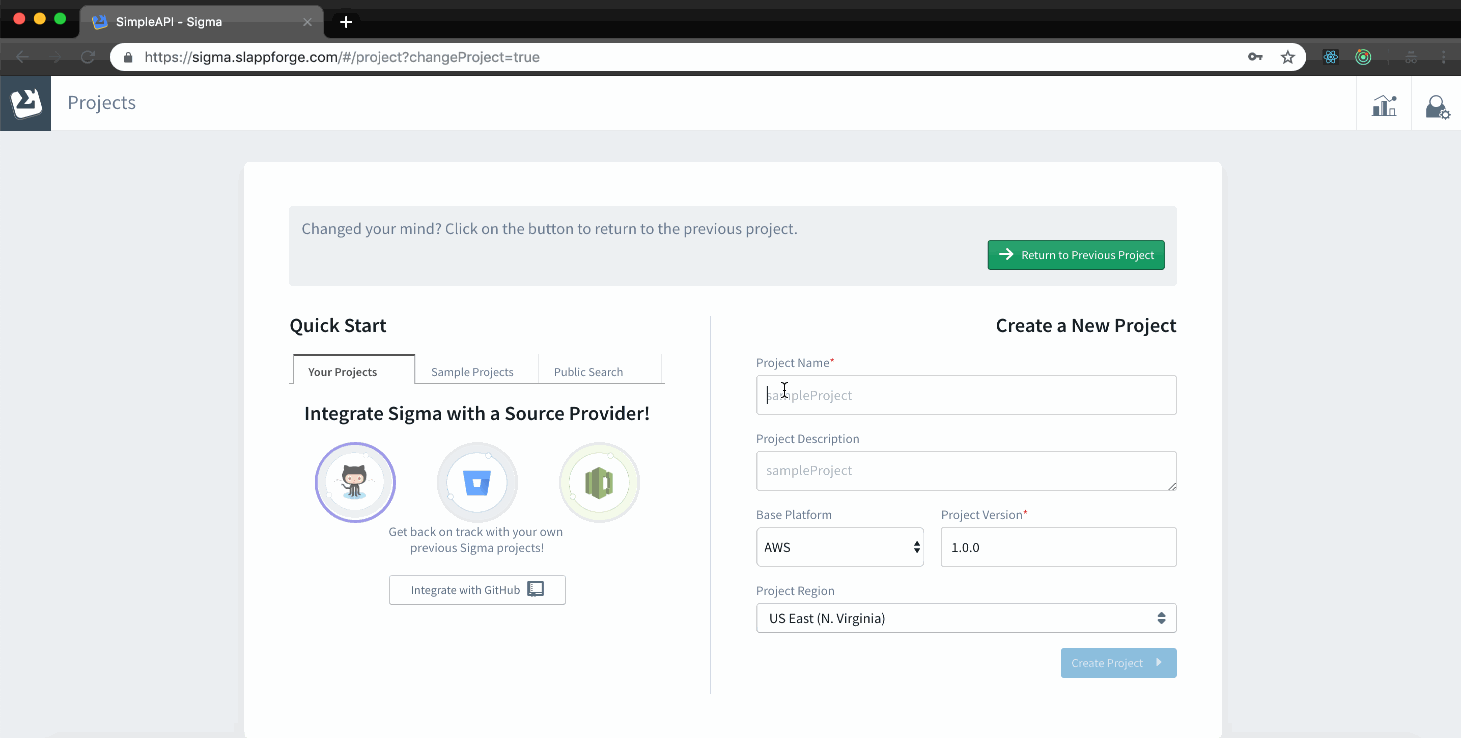 SimpleAPI - Sigma
https://sigma.slappforge.com/#/project?changeProject=true
Projects
Changed your mind? Click on the button to return to the previous project.
Return to Previous Project
Quick Start
Your Projects
Sample Projects
Public Search
Integrate Sigma with a Source Provider!
Get back on track with your own
previous Sigma projects!
Integrate with GitHub
Create a New Project
Project Name*
sampleProject
Project Description
sampleProject
Base Platform
Project Version*
AWS
1.0.0
Project Region
US East (N. Virginia)
Create Project